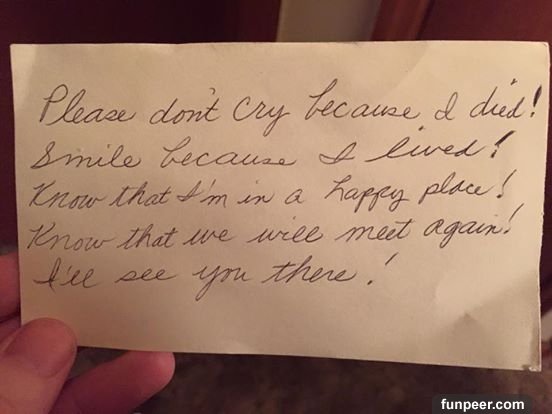 Please don't cry because I died!
Smile because I lived!
Know that I'm in a happy place!
Know that we will meet again!
I'll see you there!
funpeer.com